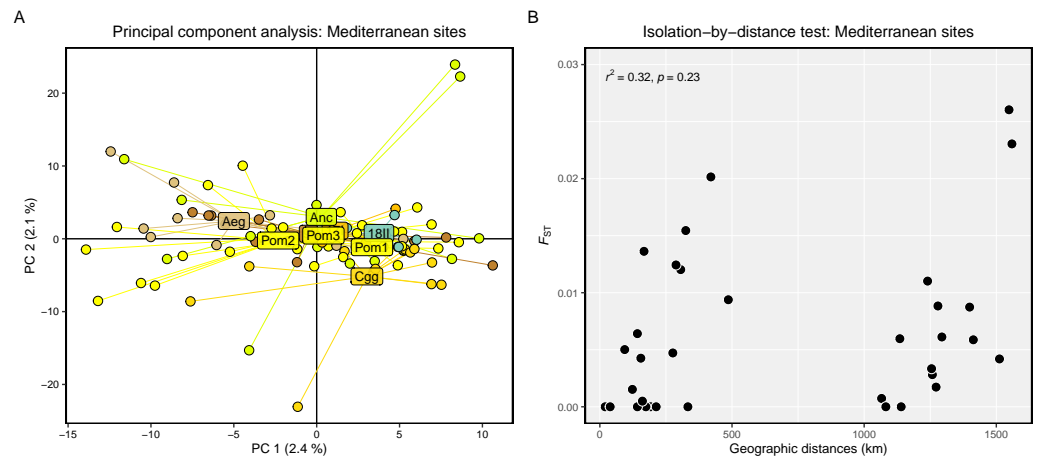 A
Principal component analysis: Mediterranean sites
PC 2 (2.1 %)
20
10
0
−10
−20
Aeg
Anc
Pom2
Pom3
18II
Pom1
Cgg
−15
−10
−5
0
5
10
PC 1 (2.4 %)
B
Isolation−by−distance test: Mediterranean sites
r² = 0.32, p = 0.23
FST
0.03
0.02
0.01
0.00
0
500
1000
1500
Geographic distances (km)